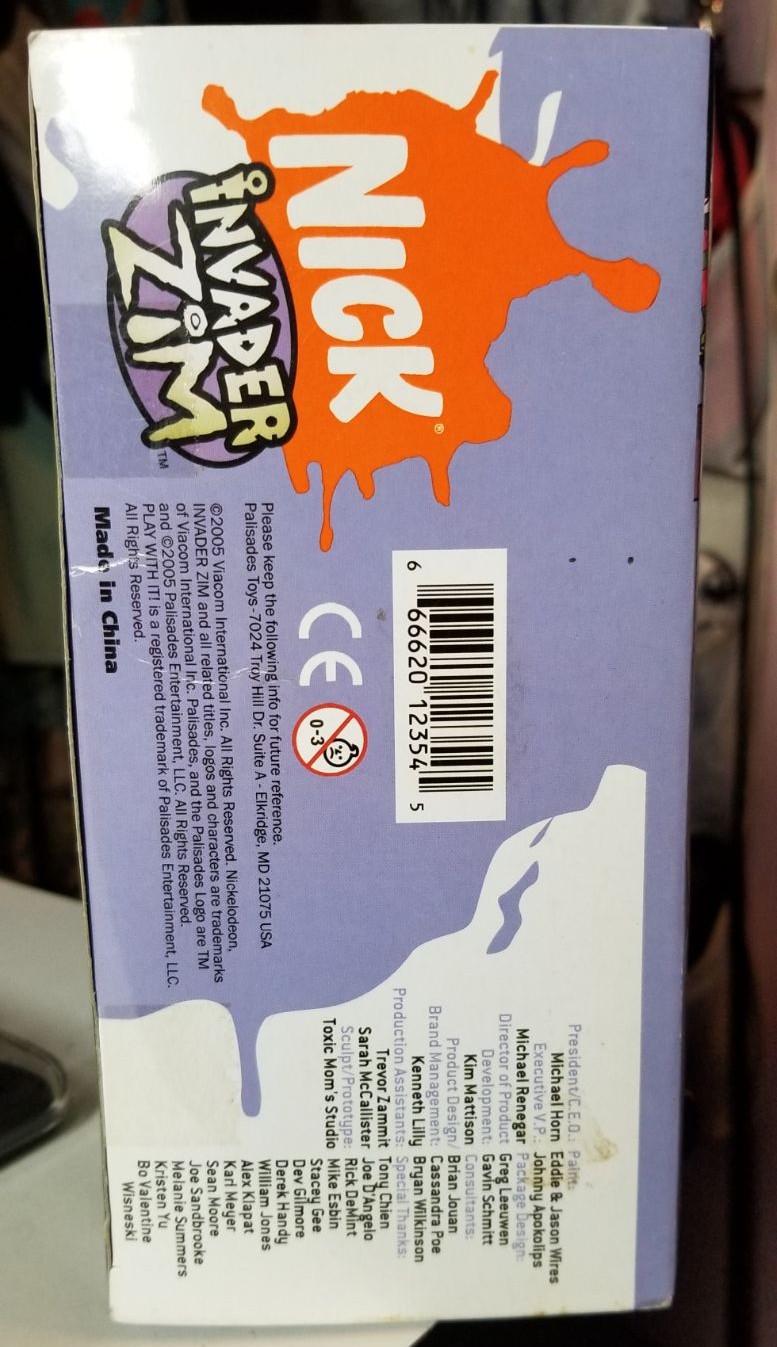 NICK®
INVADER
ZIM™
6 66620 12354 5
CE
0-3
Please keep the following info for future reference.
Palisades Toys - 7024 Troy Hill Dr. Suite A - Elkridge, MD 21075 USA
©2005 Viacom International Inc. All Rights Reserved. Nickelodeon,
INVADER ZIM and all related titles, logos and characters are trademarks
of Viacom International Inc. Palisades, and the Palisades Logo are TM
and ©2005 Palisades Entertainment, LLC. All Rights Reserved.
PLAY WITH IT! is a registered trademark of Palisades Entertainment, LLC.
All Rights Reserved.
Made in China
President/C.E.O.:
Michael Horn
Executive V.P.:
Michael Renegar
Director of Product
Development:
Kim Mattison
Product Design/
Brand Management:
Kenneth Lilly
Production Assistants:
Trevor Zammit
Sarah McCallister
Sculpt/Prototype:
Toxic Mom's Studio
Paint:
Eddie & Jason Wires
Johnny Apokolips
Package Design:
Greg Leeuwen
Gavin Schmitt
Consultants:
Brian Jouan
Cassandra Poe
Bryan Wilkinson
Special Thanks:
Tony Chien
Joe D'Angelo
Rick DeMint
Mike Esbin
Stacey Gee
Dev Gilmore
Derek Handy
William Jones
Alex Klapat
Karl Meyer
Sean Moore
Joe Sandbrooke
Melanie Summers
Kristen Yu
Bo Valentine
Wisneski